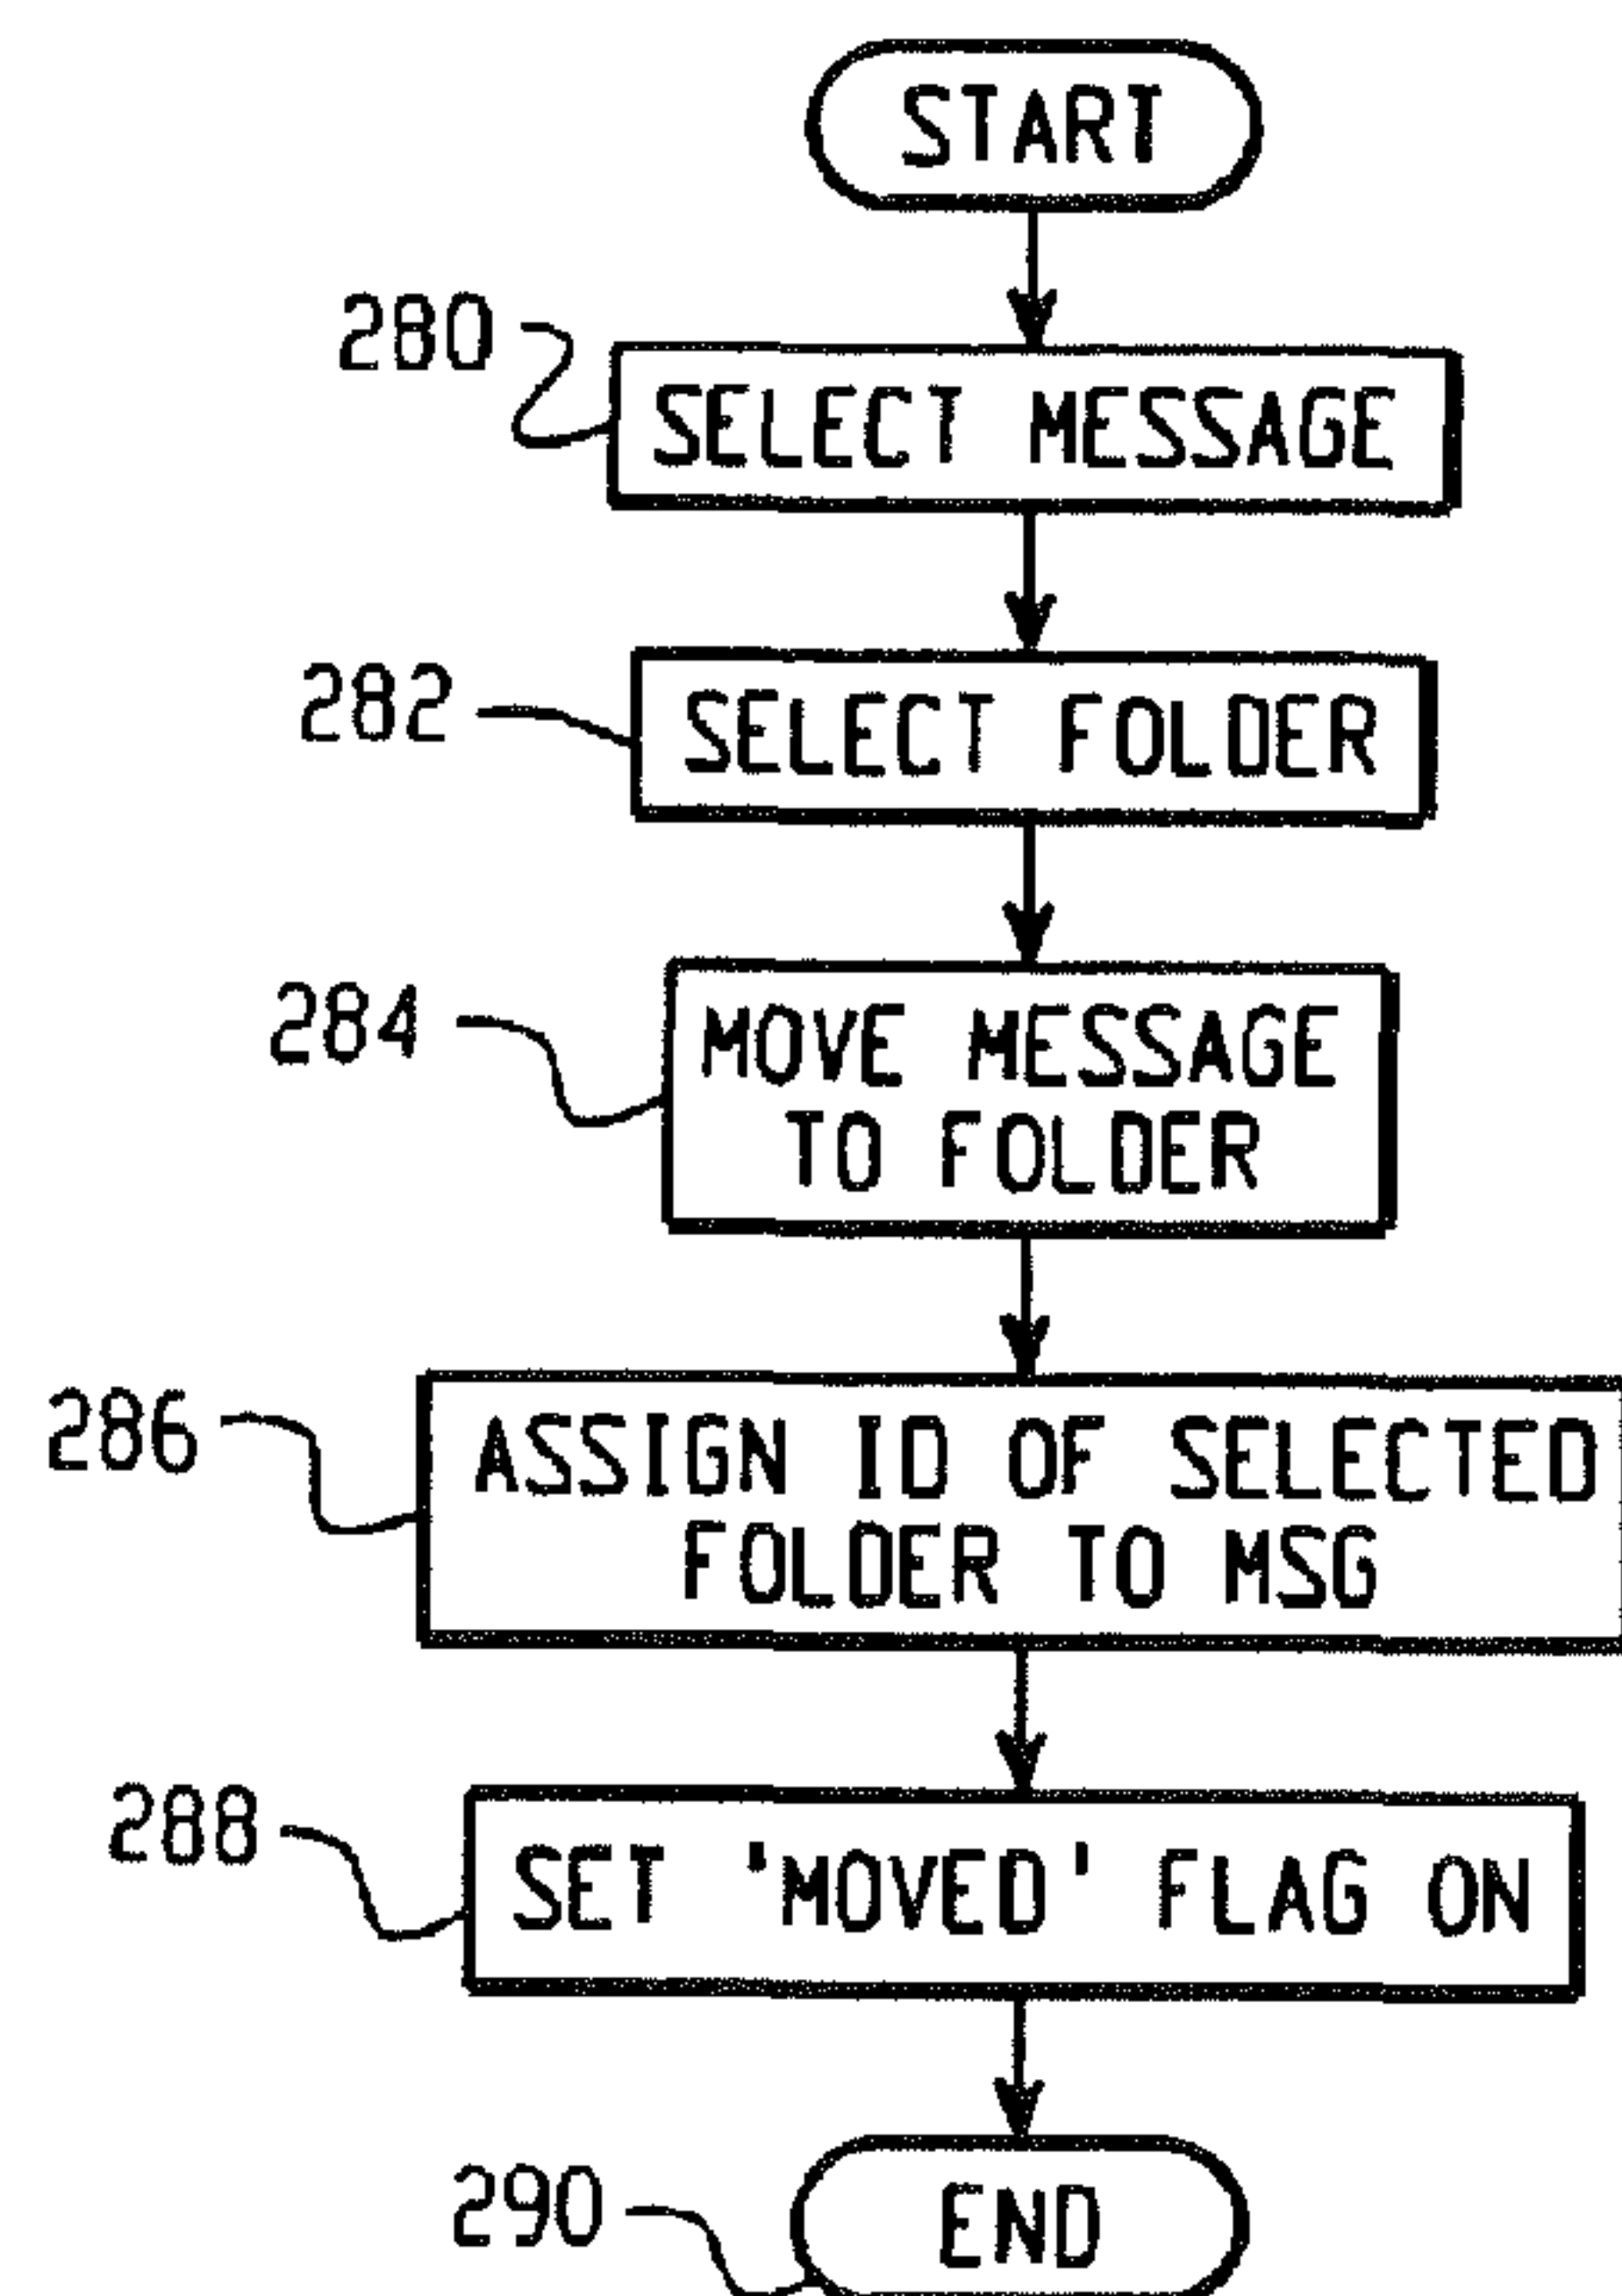 START
280
SELECT MESSAGE
282
SELECT FOLDER
284
MOVE MESSAGE
TO FOLDER
286
ASSIGN ID OF SELECTED
FOLDER TO MSG
288
SET 'MOVED' FLAG ON
290
END